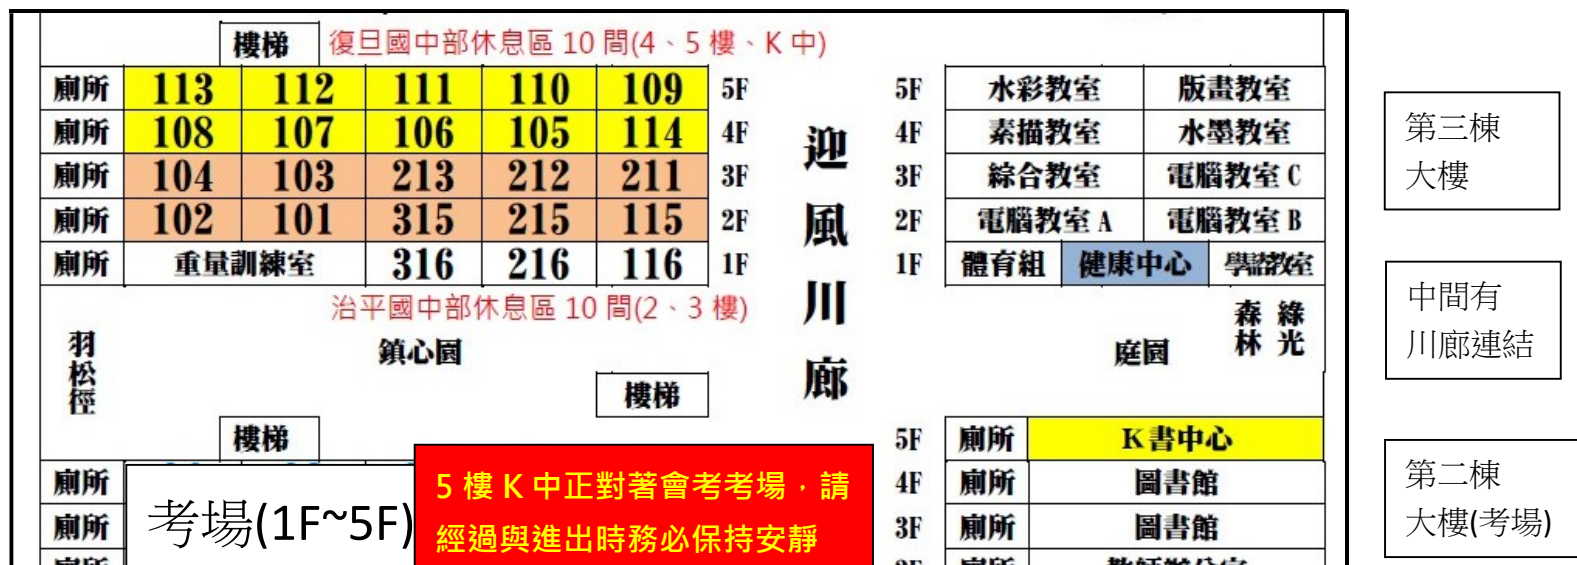 樓梯 復旦國中部休息區 10 間(4、5 樓、K 中)
廁所 113 112 111 110 109 5F 5F 水彩教室 版畫教室
廁所 108 107 106 105 114 4F 4F 素描教室 水墨教室
廁所 104 103 213 212 211 3F 3F 綜合教室 電腦教室 C
廁所 102 101 315 215 115 2F 2F 電腦教室 A 電腦教室 B
廁所 重量訓練室 316 216 116 1F 1F 體育組 健康中心
迎風川廊
第三棟
大樓
治平國中部休息區 10 間(2、3 樓)
羽松徑
鎮心園
庭園
森林
綠光
中間有
川廊連結
樓梯
樓梯
5F 廁所 K書中心
廁所 4F 廁所 圖書館
廁所 3F 廁所 圖書館
考場(1F~5F)
5 樓 K 中正對著會考考場，請
經過與進出時務必保持安靜
第二棟
大樓(考場)